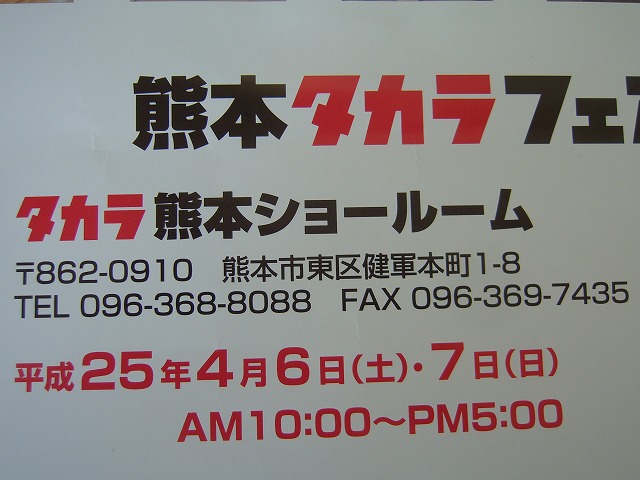 熊本タカラフェ
タカラ熊本ショールーム
〒862-0910 熊本市東区健軍本町1-8
TEL 096-368-8088 FAX 096-369-7435
平成25年4月6日(土)・7日(日)
AM10:00〜PM5:00